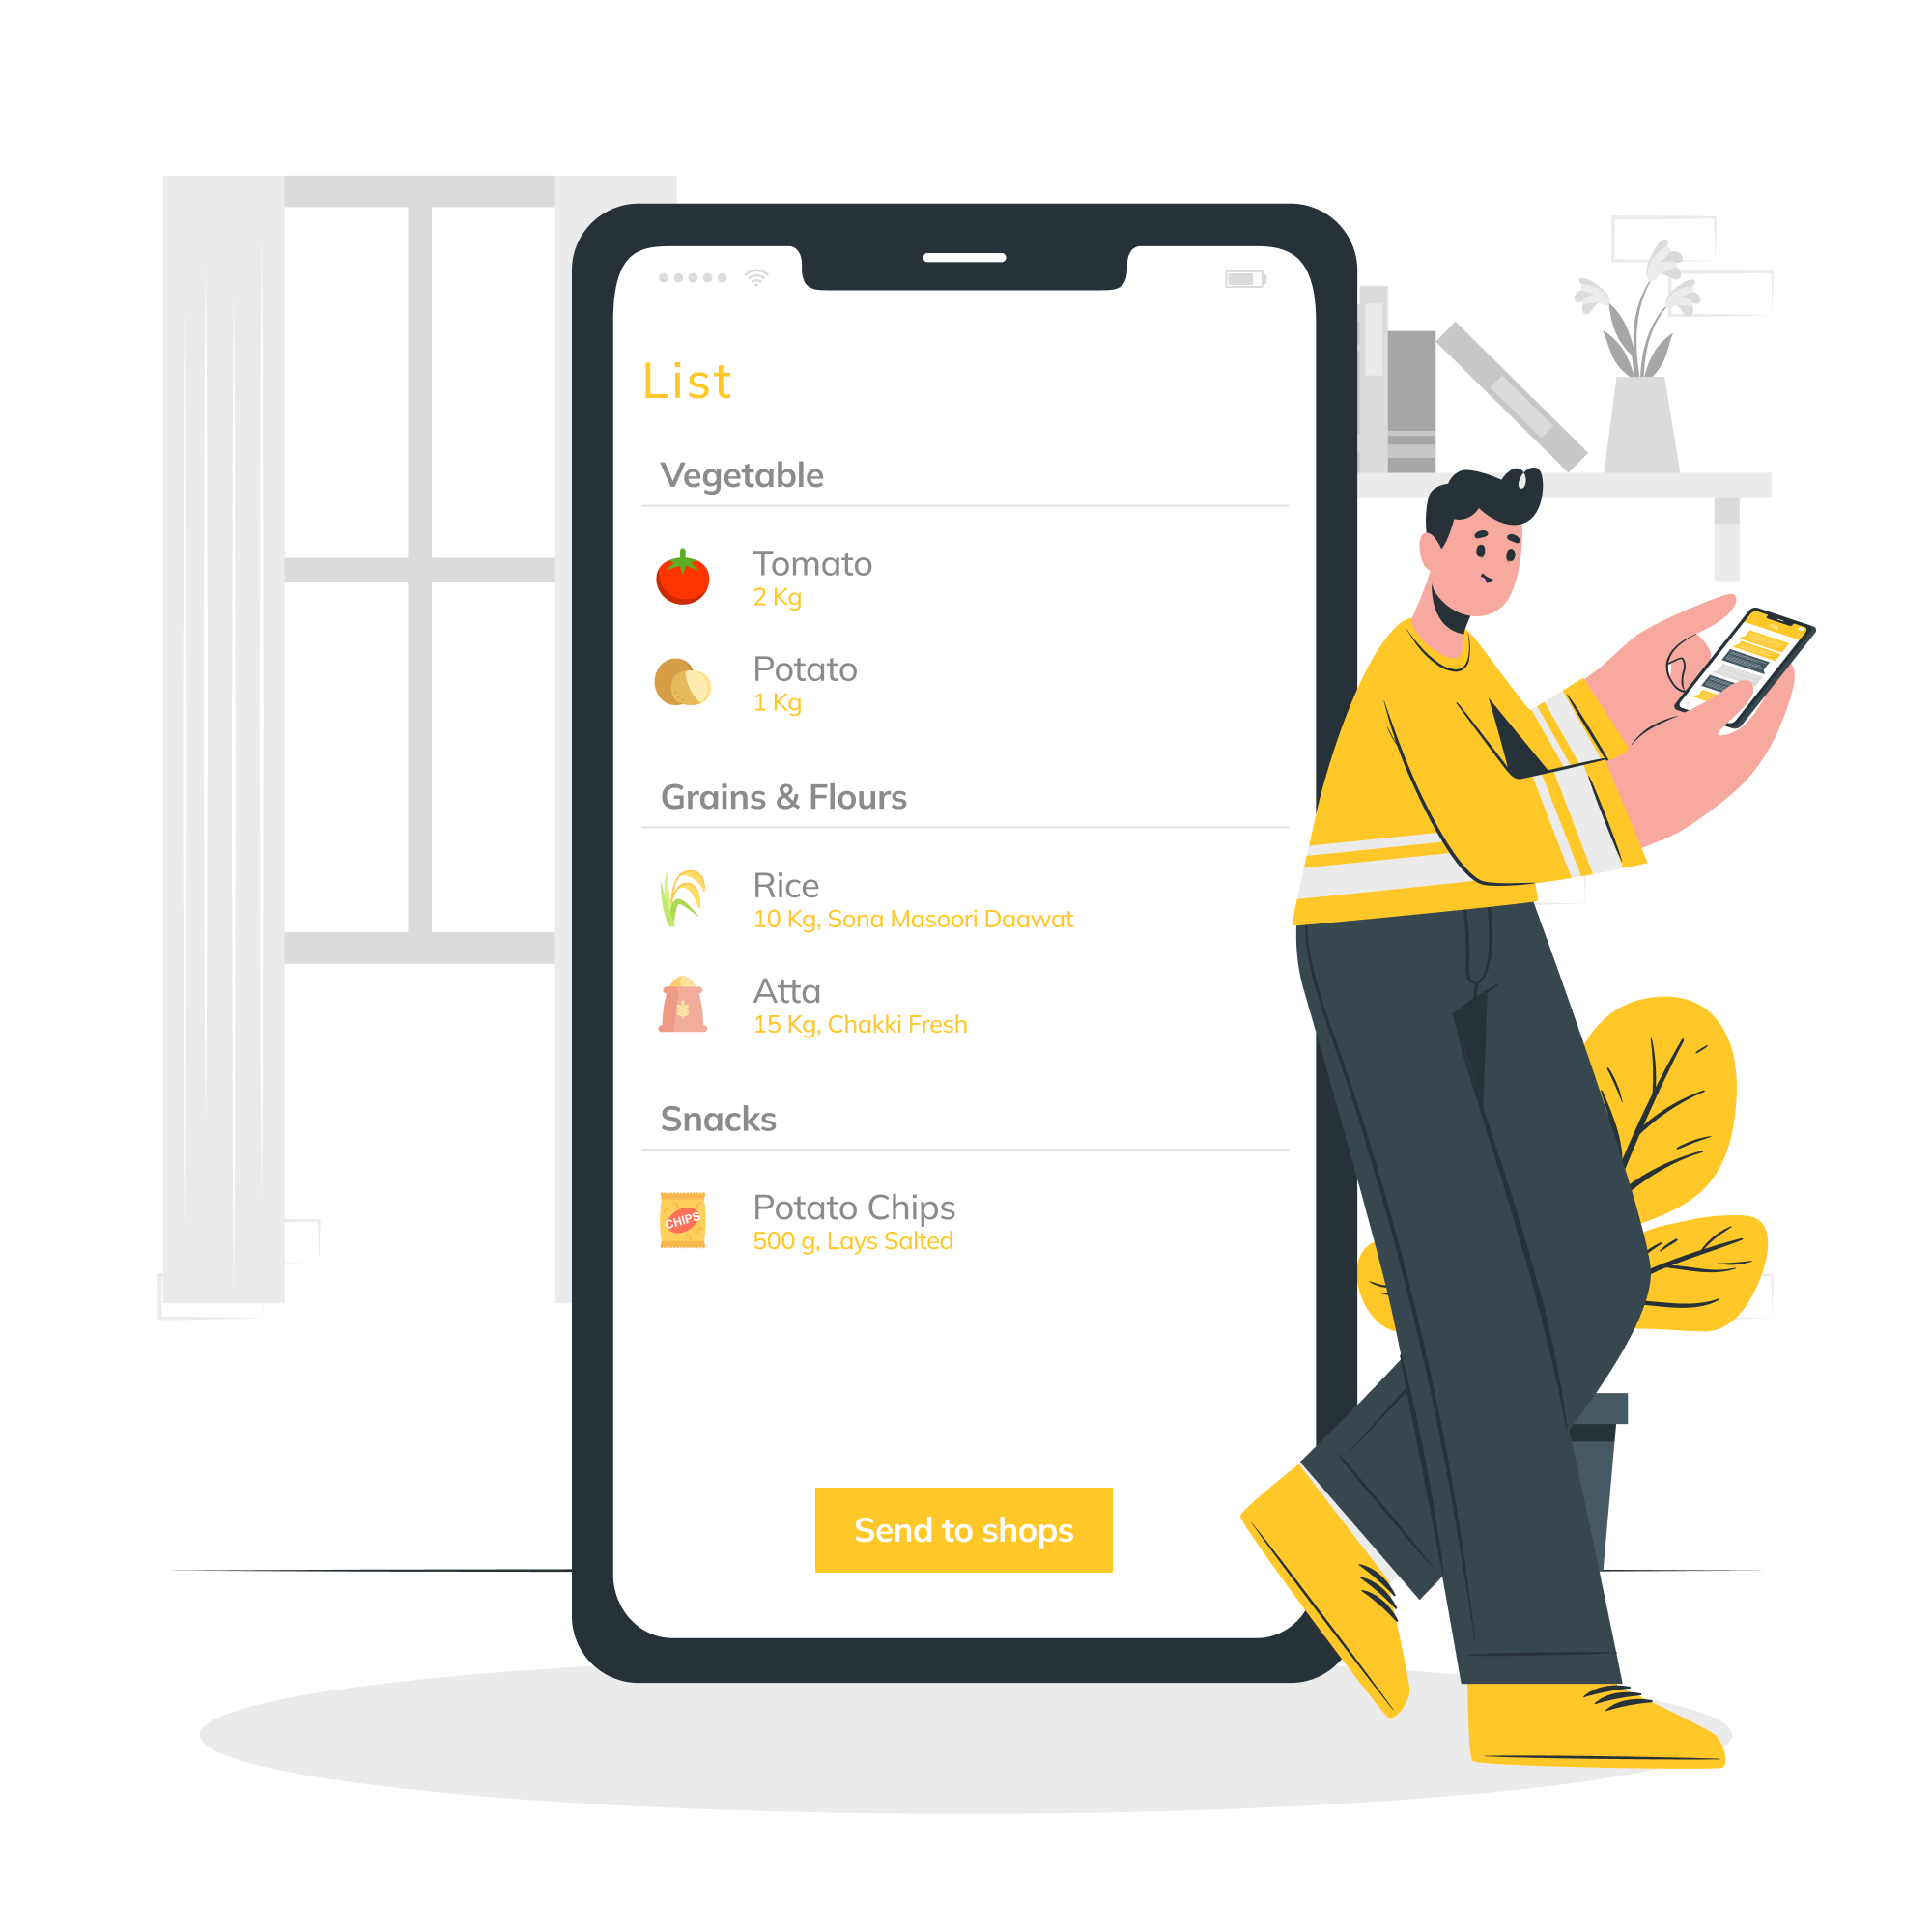 List
Vegetable
Tomato
2 Kg
Potato
1 Kg
Grains & Flours
Rice
10 Kg, Sona Masoori Daawat
Atta
15 Kg, Chakki Fresh
Snacks
CHIPS
Potato Chips
500 g, Lays Salted
Send to shops